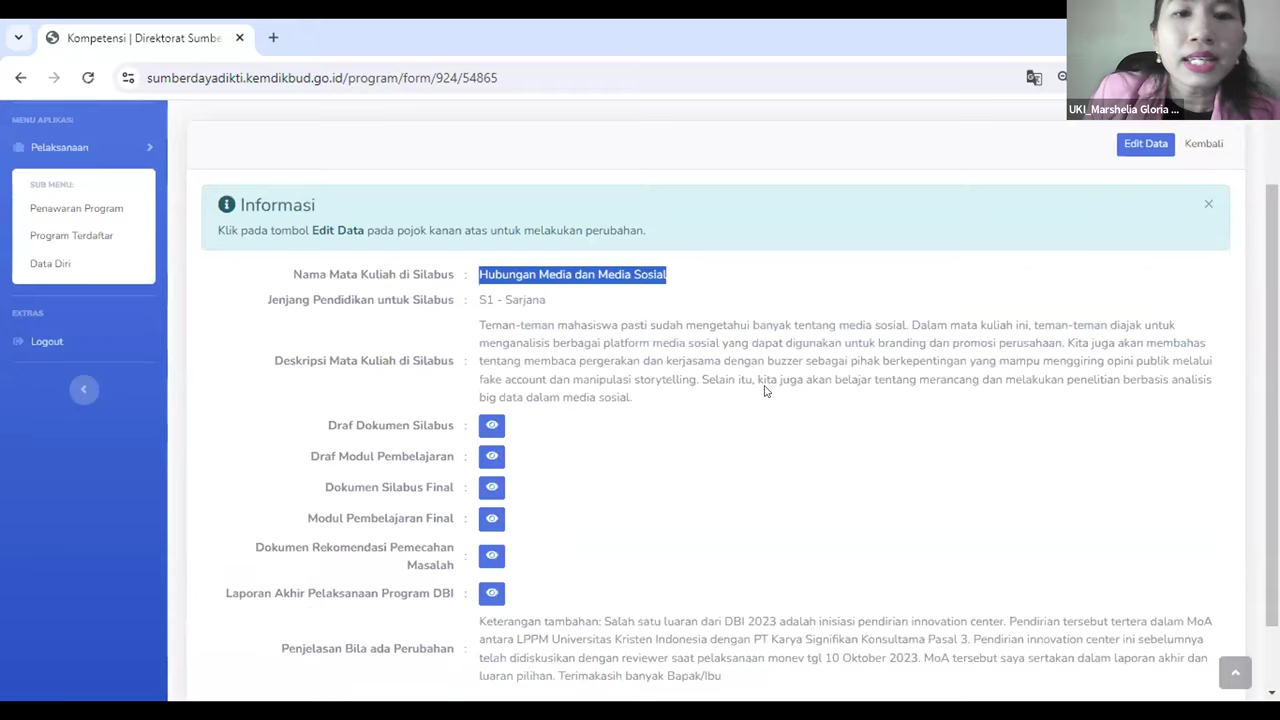 Kompetensi | Direktorat Sumbe
sumberdayadikti.kemdikbud.go.id/program/form/924/54865
UKI_Marshelia Gloria ...
MENU APLIKASI
Pelaksanaan
SUB MENU:
Penawaran Program
Program Terdaftar
Data Diri
EXTRAS
Logout
Edit Data Kembali
Informasi
Klik pada tombol Edit Data pada pojok kanan atas untuk melakukan perubahan.
Nama Mata Kuliah di Silabus : Hubungan Media dan Media Sosial
Jenjang Pendidikan untuk Silabus : S1 - Sarjana
Deskripsi Mata Kuliah di Silabus :
Teman-teman mahasiswa pasti sudah mengetahui banyak tentang media sosial. Dalam mata kuliah ini, teman-teman diajak untuk
menganalisis berbagai platform media sosial yang dapat digunakan untuk branding dan promosi perusahaan. Kita juga akan membahas
tentang membaca pergerakan dan kerjasama dengan buzzer sebagai pihak berkepentingan yang mampu menggiring opini publik melalui
fake account dan manipulasi storytelling. Selain itu, kita juga akan belajar tentang merancang dan melakukan penelitian berbasis analisis
big data dalam media sosial.
Draf Dokumen Silabus :
Draf Modul Pembelajaran :
Dokumen Silabus Final :
Modul Pembelajaran Final :
Dokumen Rekomendasi Pemecahan
Masalah :
Laporan Akhir Pelaksanaan Program DBI :
Penjelasan Bila ada Perubahan :
Keterangan tambahan: Salah satu luaran dari DBI 2023 adalah inisiasi pendirian innovation center. Pendirian tersebut tertera dalam MoA
antara LPPM Universitas Kristen Indonesia dengan PT Karya Signifikan Konsultama Pasal 3. Pendirian innovation center ini sebelumnya
telah didiskusikan dengan reviewer saat pelaksanaan monev tgl 10 Oktober 2023. MoA tersebut saya sertakan dalam laporan akhir dan
luaran pilihan. Terimakasih banyak Bapak/Ibu